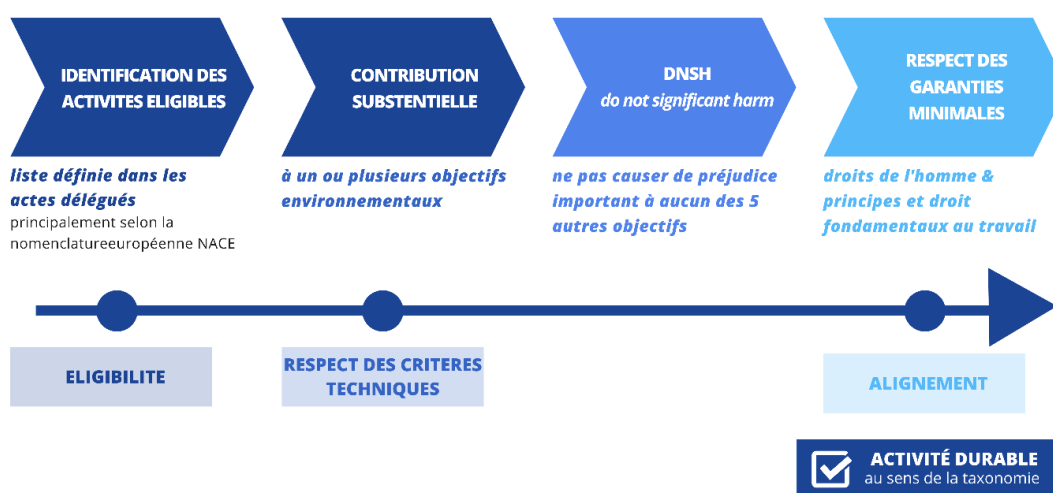 IDENTIFICATION DES
ACTIVITES ELIGIBLES
liste définie dans les
actes délégués
principalement selon la
nomenclatureeuropéenne NACE
CONTRIBUTION
SUBSTENTIELLE
à un ou plusieurs objectifs
environnementaux
DNSH
do not significant harm
ne pas causer de préjudice
important à aucun des 5
autres objectifs
RESPECT DES
GARANTIES
MINIMALES
droits de l'homme &
principes et droit
fondamentaux au travail
ELIGIBILITE
RESPECT DES CRITERES
TECHNIQUES
ALIGNEMENT
ACTIVITÉ DURABLE
au sens de la taxonomie